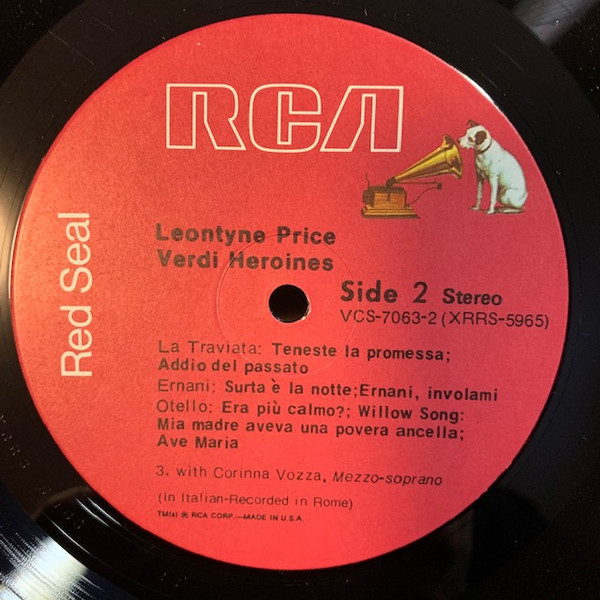 RCA
Red Seal
Leontyne Price
Verdi Heroines
Side 2 Stereo
VCS-7063-2 (XRRS-5965)
La Traviata: Teneste la promessa;
Addio del passato
Ernani; Surta è la notte;Ernani, involami
Otello: Era più calmo?; Willow Song:
Mia madre aveva una povera ancella;
Ave Maria
3. with Corinna Vozza, Mezzo-soprano
(In Italian-Recorded in Rome)
TM(s) ® RCA CORP.—MADE IN U.S.A.